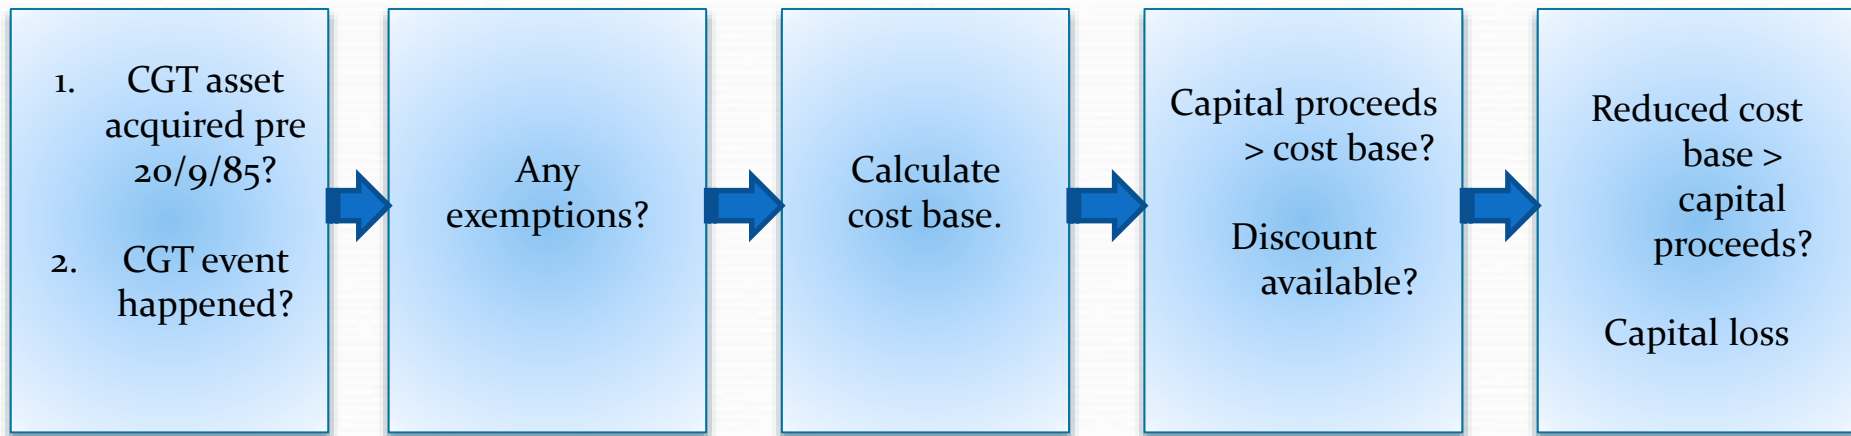 1. CGT asset
acquired pre
20/9/85?
2. CGT event
happened?
Any
exemptions?
Calculate
cost base.
Capital proceeds
> cost base?
Discount
available?
Reduced cost
base >
capital
proceeds?
Capital loss